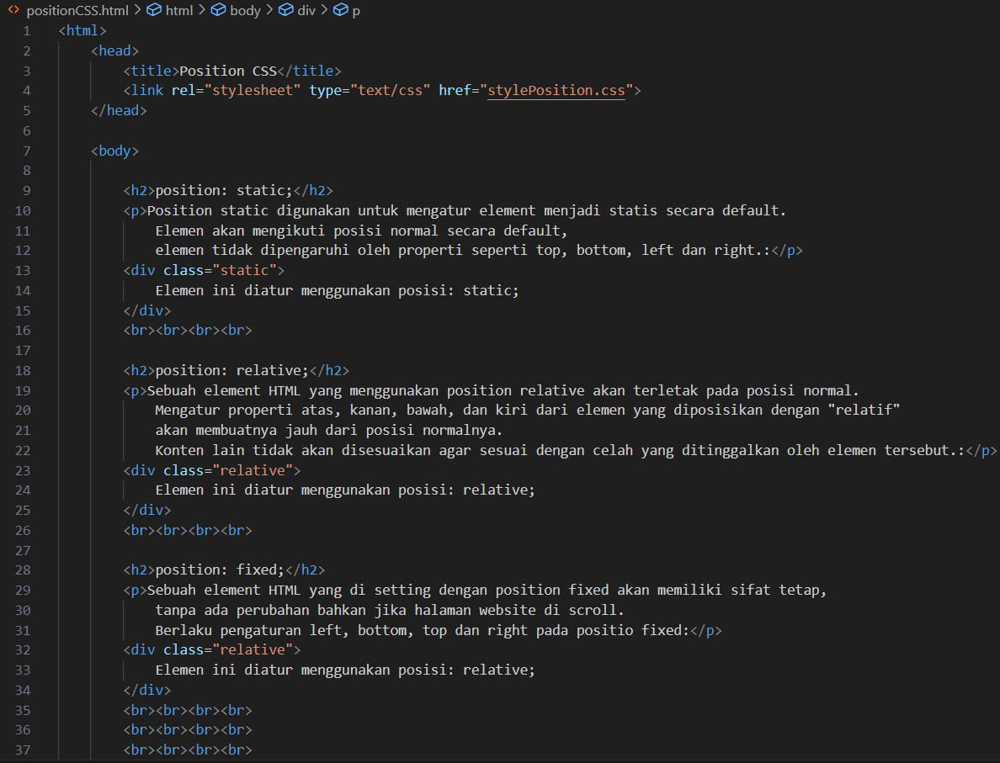 positionCSS.html > html > body > div > p
1 <html>
2 <head>
3 <title>Position CSS</title>
4 <link rel="stylesheet" type="text/css" href="stylePosition.css">
5 </head>
6
7 <body>
8
9 <h2>position: static;</h2>
10 <p>Position static digunakan untuk mengatur element menjadi statis secara default.
11 Elemen akan mengikuti posisi normal secara default,
12 elemen tidak dipengaruhi oleh properti seperti top, bottom, left dan right.:</p>
13 <div class="static">
14 Elemen ini diatur menggunakan posisi: static;
15 </div>
16 <br><br><br><br>
17
18 <h2>position: relative;</h2>
19 <p>Sebuah element HTML yang menggunakan position relative akan terletak pada posisi normal.
20 Mengatur properti atas, kanan, bawah, dan kiri dari elemen yang diposisikan dengan "relatif"
21 akan membuatnya jauh dari posisi normalnya.
22 Konten lain tidak akan disesuaikan agar sesuai dengan celah yang ditinggalkan oleh elemen tersebut.:</p>
23 <div class="relative">
24 Elemen ini diatur menggunakan posisi: relative;
25 </div>
26 <br><br><br><br>
27
28 <h2>position: fixed;</h2>
29 <p>Sebuah element HTML yang di setting dengan position fixed akan memiliki sifat tetap,
30 tanpa ada perubahan bahkan jika halaman website di scroll.
31 Berlaku pengaturan left, bottom, top dan right pada positio fixed:</p>
32 <div class="relative">
33 Elemen ini diatur menggunakan posisi: relative;
34 </div>
35 <br><br><br><br>
36 <br><br><br><br>
37 <br><br><br><br>